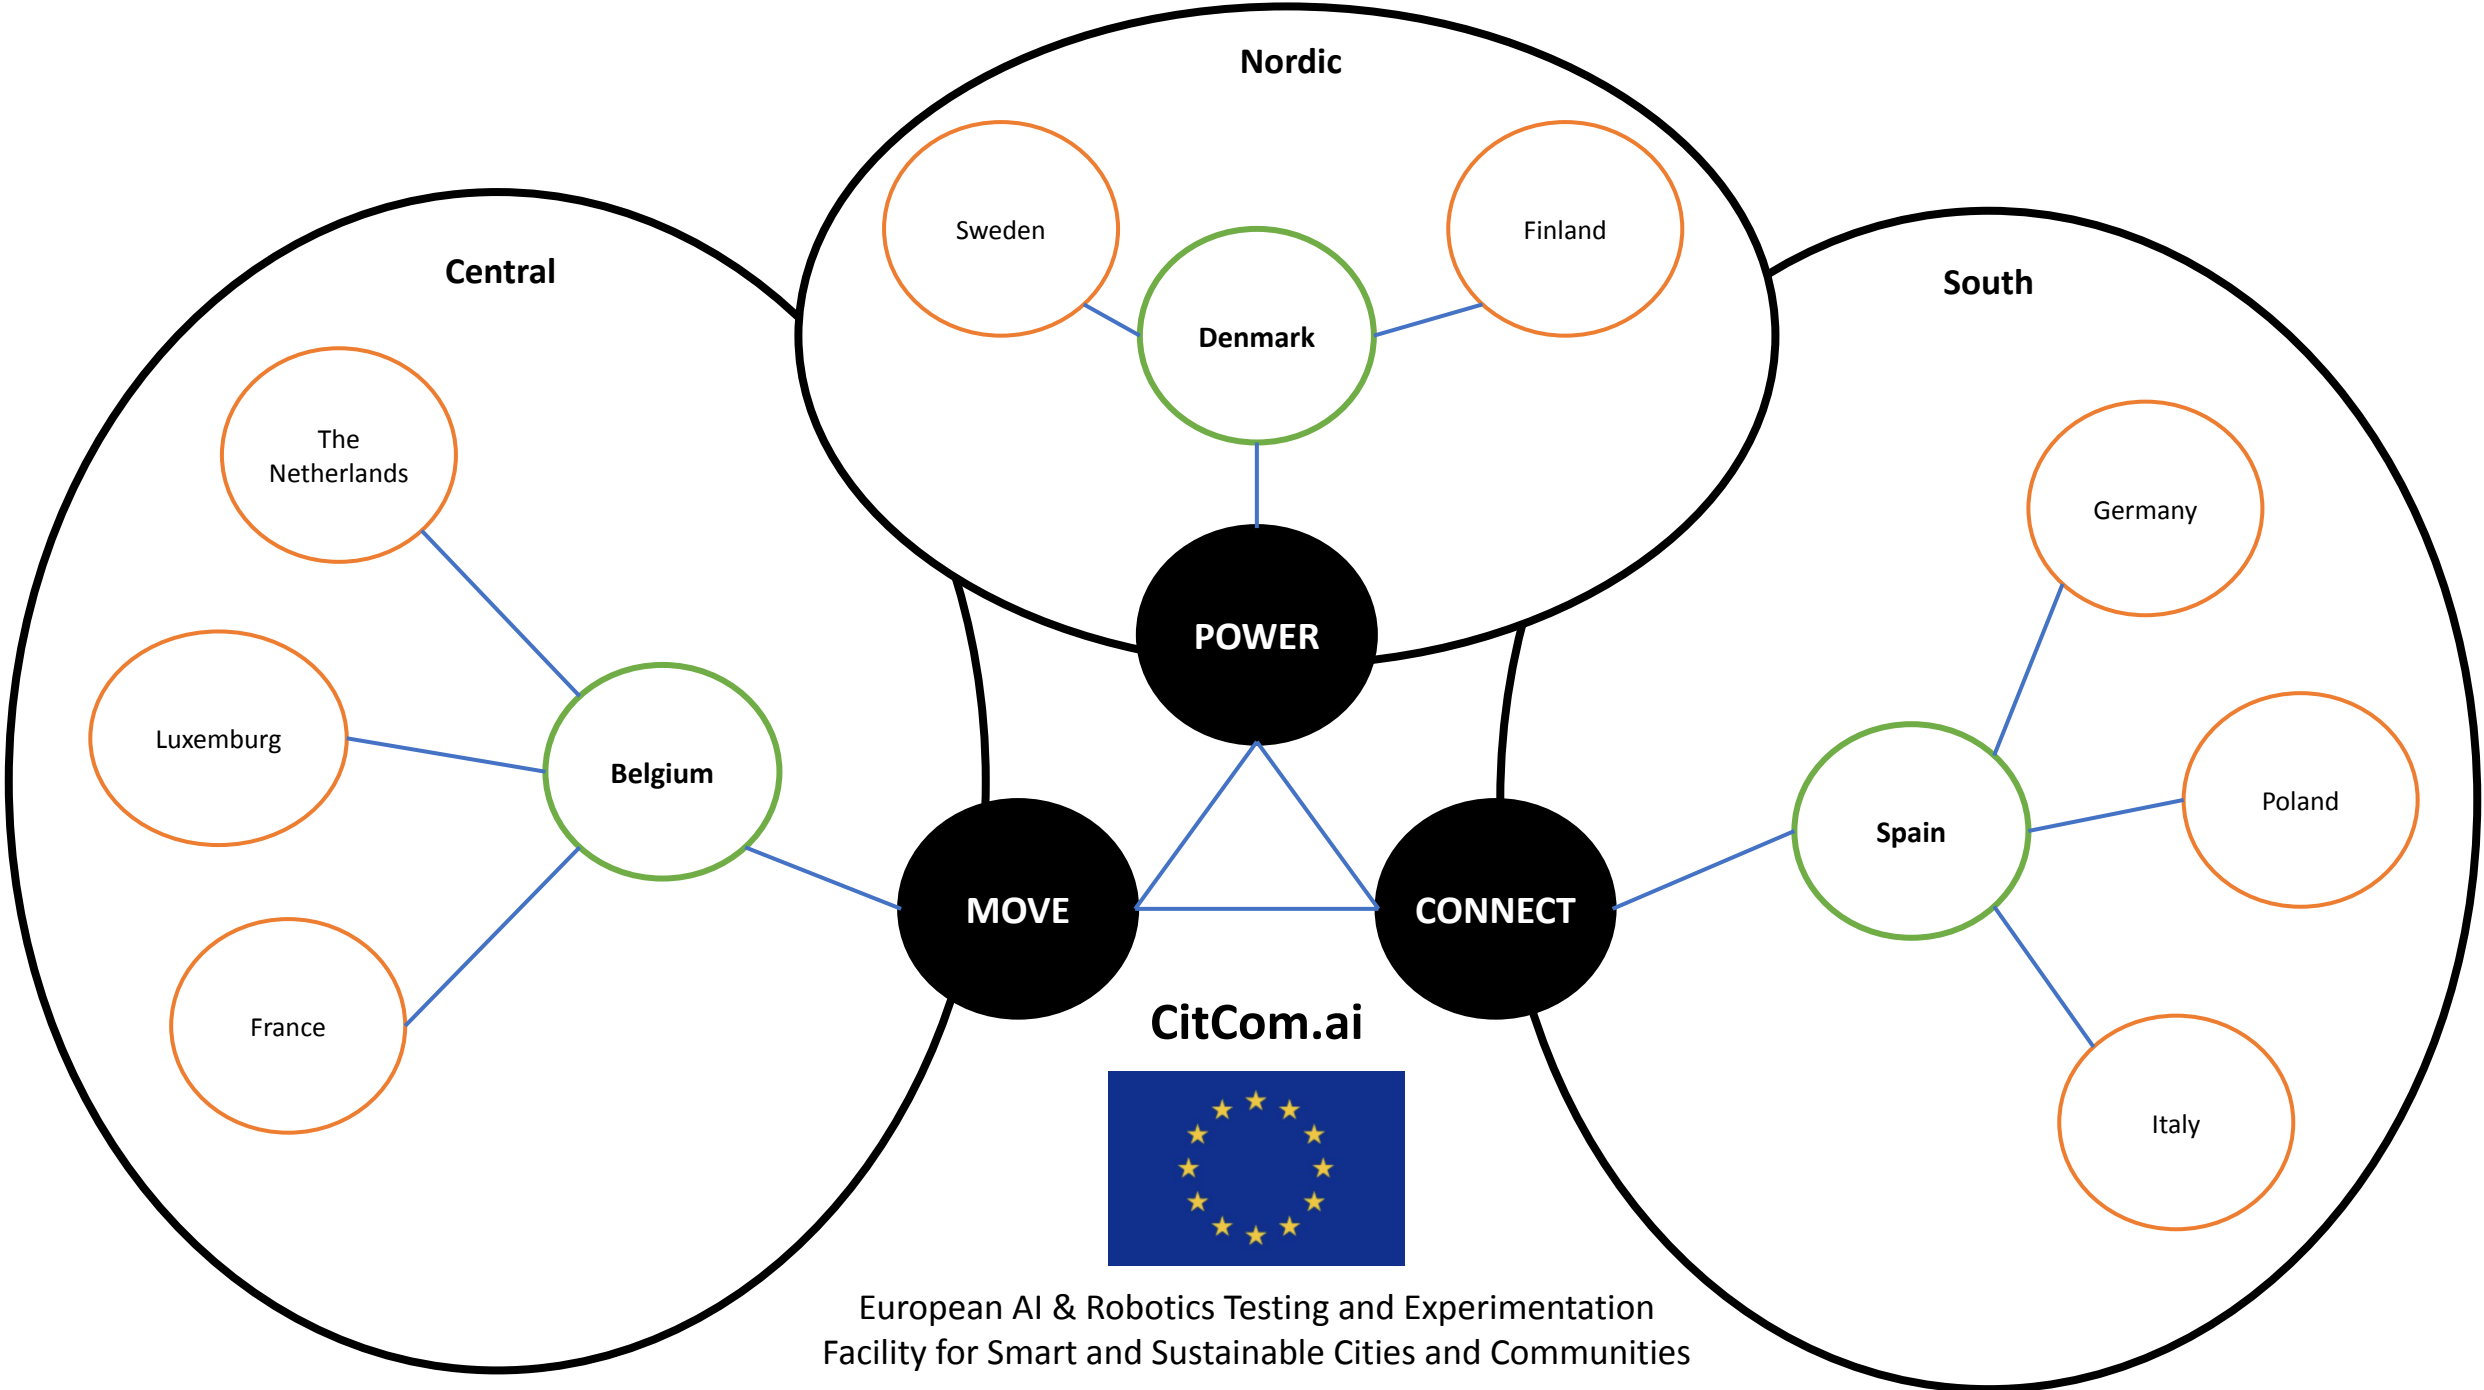 Nordic
Sweden
Finland
Denmark
Central
The
Netherlands
Luxemburg
Belgium
France
South
Germany
Poland
Spain
Italy
POWER
MOVE
CONNECT
CitCom.ai
European AI & Robotics Testing and Experimentation
Facility for Smart and Sustainable Cities and Communities